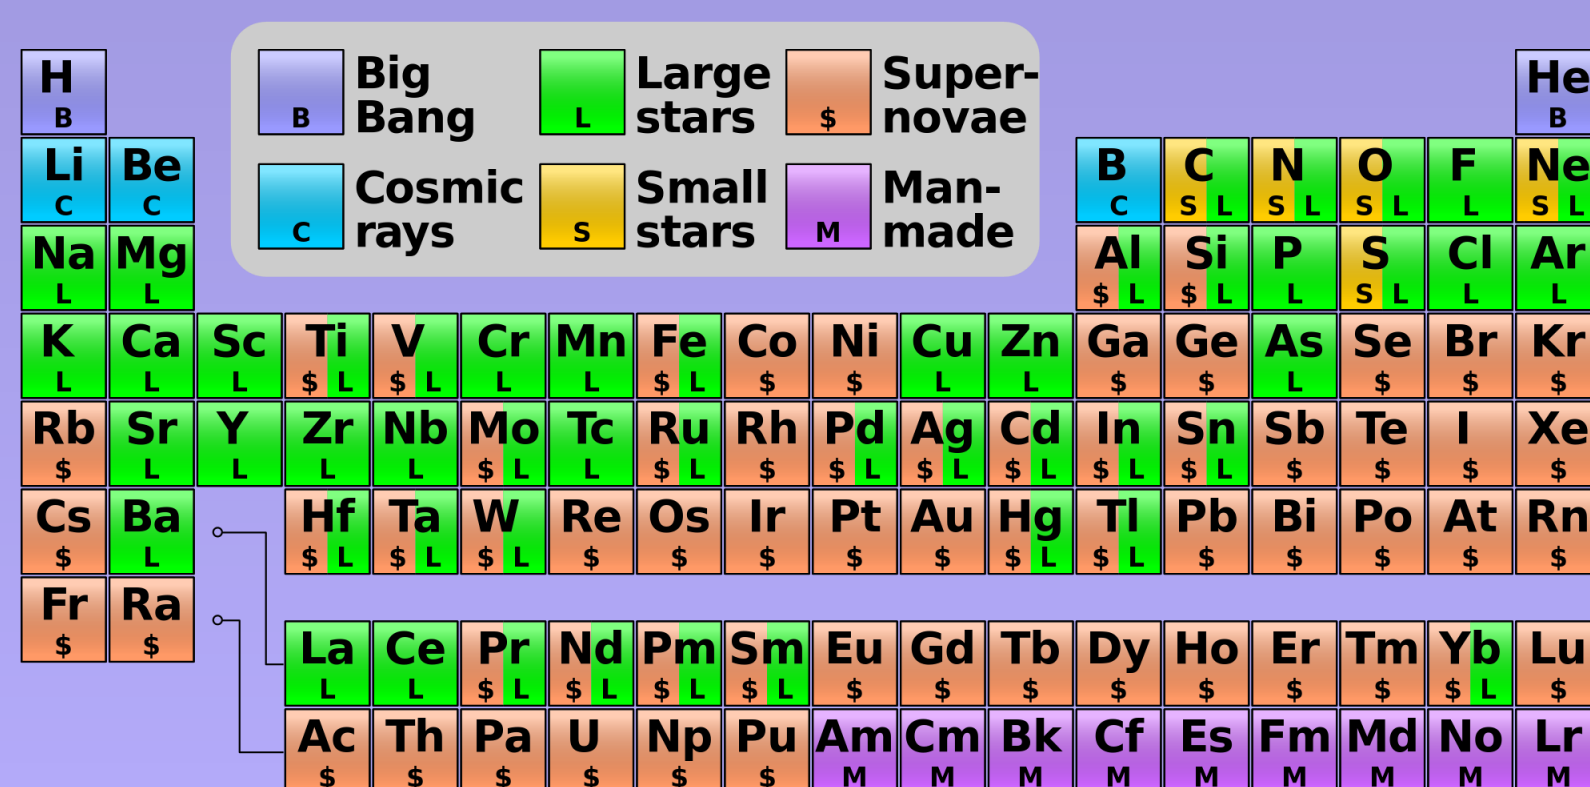 H
B
Big
Bang
B
Large
stars
L
Super-
novae
$
He
B
Li
C
Be
C
Cosmic
rays
C
Small
stars
S
Man-
made
M
B
C
C
S L
N
S L
O
S L
F
L
Ne
S L
Na
L
Mg
L
Al
$ L
Si
$ L
P
L
S
S L
Cl
L
Ar
L
K Ca Sc Ti V Cr Mn Fe Co Ni Cu Zn Ga Ge As Se Br Kr
L L L $ L $ L L L $ L $ $ L L $ $ L $ $ $
Rb Sr Y Zr Nb Mo Tc Ru Rh Pd Ag Cd In Sn Sb Te I Xe
$ L L L L $ L L $ L $ $ L $ L $ L $ L $ L $ $ $ $
Cs Ba Hf Ta W Re Os Ir Pt Au Hg Tl Pb Bi Po At Rn
$ L $ L $ L $ L $ $ $ $ $ $ L $ L $ $ $ $ $
Fr Ra
$ $
La Ce Pr Nd Pm Sm Eu Gd Tb Dy Ho Er Tm Yb Lu
L L $ L $ L $ L $ L $ $ $ $ $ $ $ $ L $
Ac Th Pa U Np Pu Am Cm Bk Cf Es Fm Md No Lr
$ $ $ $ $ $ M M M M M M M M M